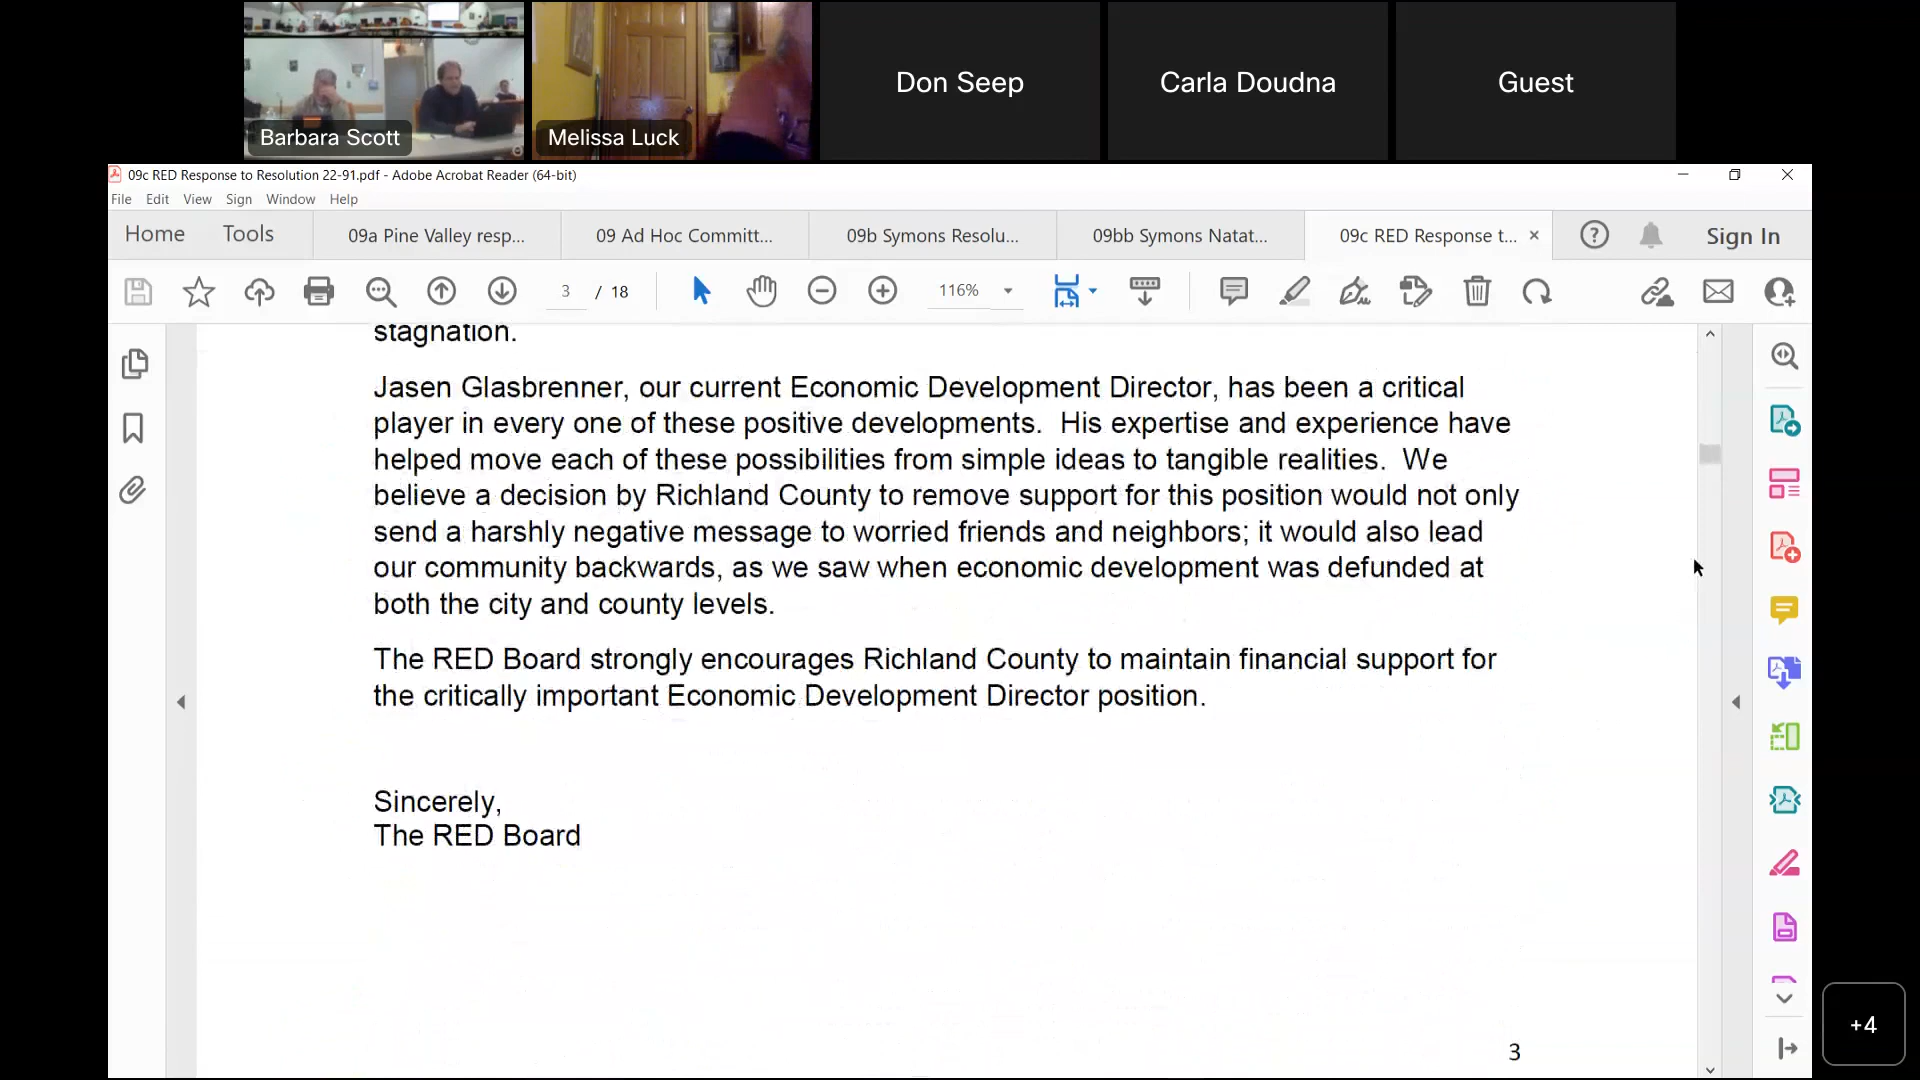 Don Seep
Carla Doudna
Guest
Barbara Scott
Melissa Luck
09c RED Response to Resolution 22-91.pdf - Adobe Acrobat Reader (64-bit)
File Edit View Sign Window Help
Home Tools 09a Pine Valley resp... 09 Ad Hoc Committ... 09b Symons Resolu... 09bb Symons Natat... 09c RED Response t... × Sign In
3 / 18 116%
stagnation.
Jasen Glasbrenner, our current Economic Development Director, has been a critical
player in every one of these positive developments.  His expertise and experience have
helped move each of these possibilities from simple ideas to tangible realities.  We
believe a decision by Richland County to remove support for this position would not only
send a harshly negative message to worried friends and neighbors; it would also lead
our community backwards, as we saw when economic development was defunded at
both the city and county levels.
The RED Board strongly encourages Richland County to maintain financial support for
the critically important Economic Development Director position.
Sincerely,
The RED Board
3
+4